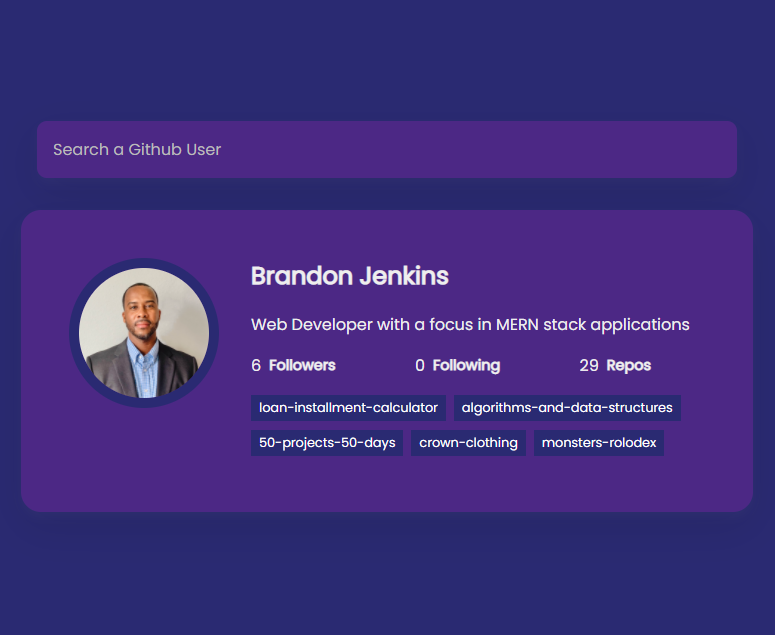 Search a Github User
Brandon Jenkins
Web Developer with a focus in MERN stack applications
6 Followers 0 Following 29 Repos
loan-installment-calculator algorithms-and-data-structures
50-projects-50-days crown-clothing monsters-rolodex